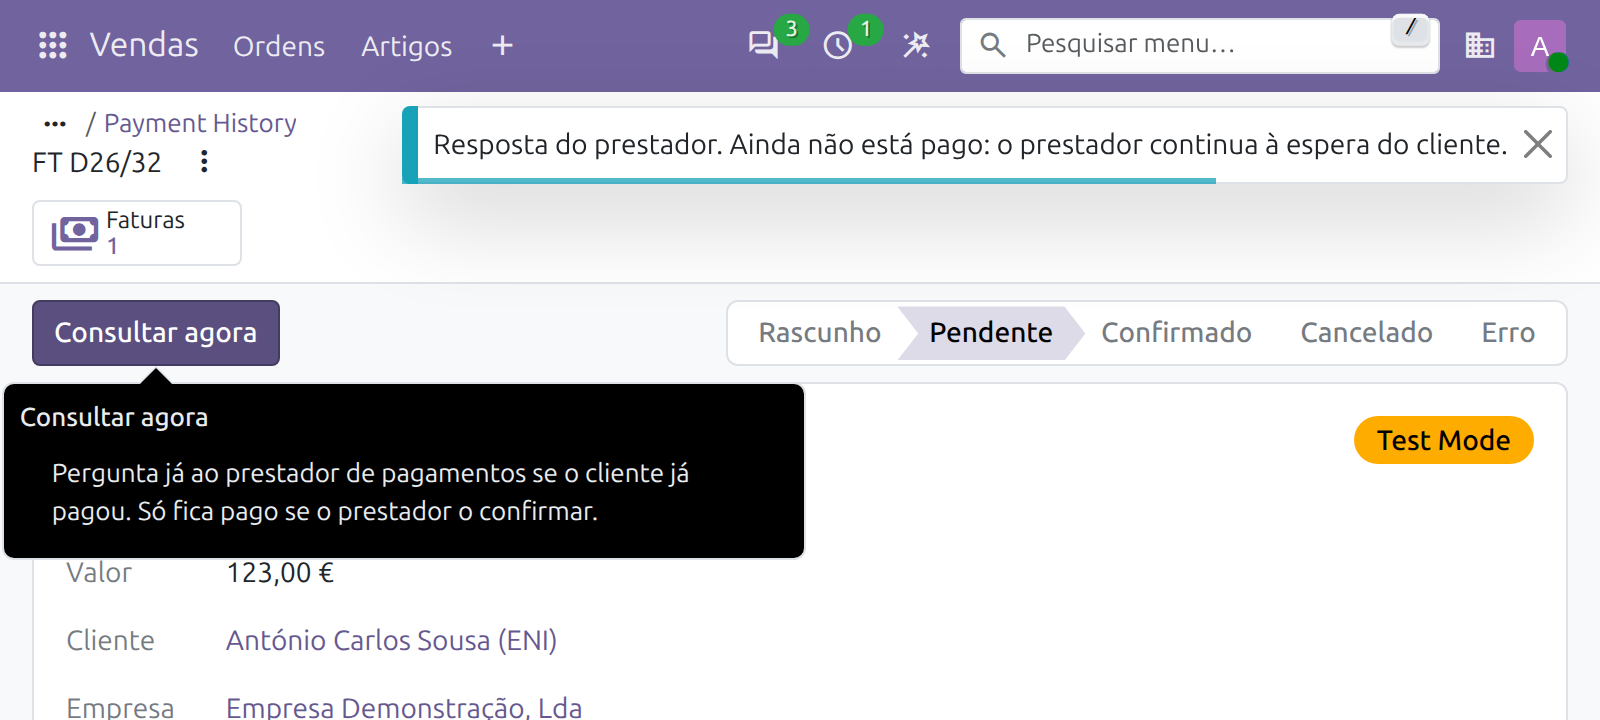 Vendas
Ordens
Artigos
+
3
1
Pesquisar menu...
/
A
... / Payment History
FT D26/32
Resposta do prestador. Ainda não está pago: o prestador continua à espera do cliente.
Faturas
1
Consultar agora
Rascunho
Pendente
Confirmado
Cancelado
Erro
Consultar agora
Pergunta já ao prestador de pagamentos se o cliente já
pagou. Só fica pago se o prestador o confirmar.
Test Mode
Valor 123,00 €
Cliente António Carlos Sousa (ENI)
Empresa Empresa Demonstração, Lda